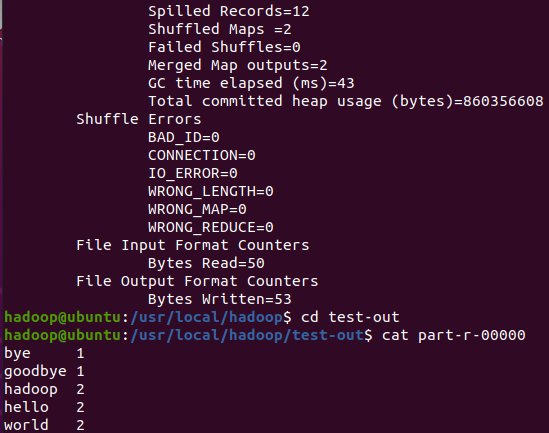 Spilled Records=12
Shuffled Maps =2
Failed Shuffles=0
Merged Map outputs=2
GC time elapsed (ms)=43
Total committed heap usage (bytes)=860356608
Shuffle Errors
BAD_ID=0
CONNECTION=0
IO_ERROR=0
WRONG_LENGTH=0
WRONG_MAP=0
WRONG_REDUCE=0
File Input Format Counters
Bytes Read=50
File Output Format Counters
Bytes Written=53
hadoop@ubuntu:/usr/local/hadoop$ cd test-out
hadoop@ubuntu:/usr/local/hadoop/test-out$ cat part-r-00000
bye 1
goodbye 1
hadoop 2
hello 2
world 2